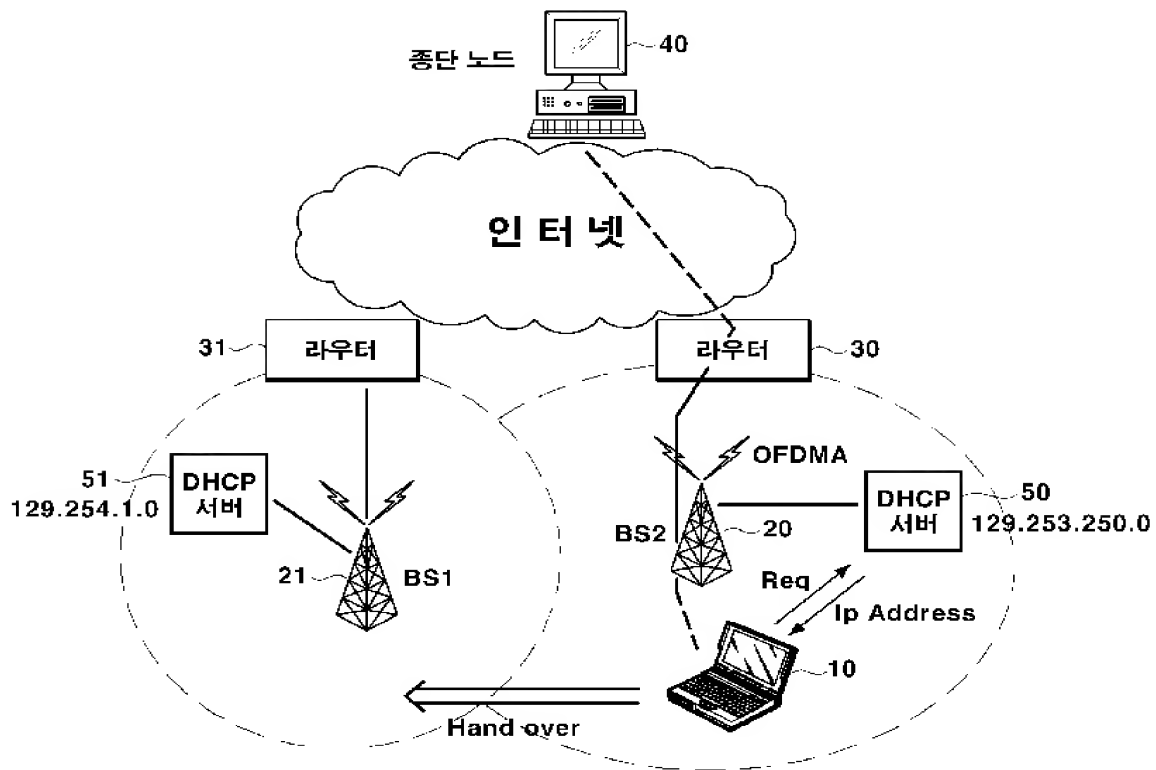 종단 노드
40
인 터 넷
31
라우터
라우터
30
51
DHCP
서버
129.254.1.0
OFDMA
DHCP
서버
50
129.253.250.0
BS2
20
21
BS1
Req
Ip Address
10
Hand over